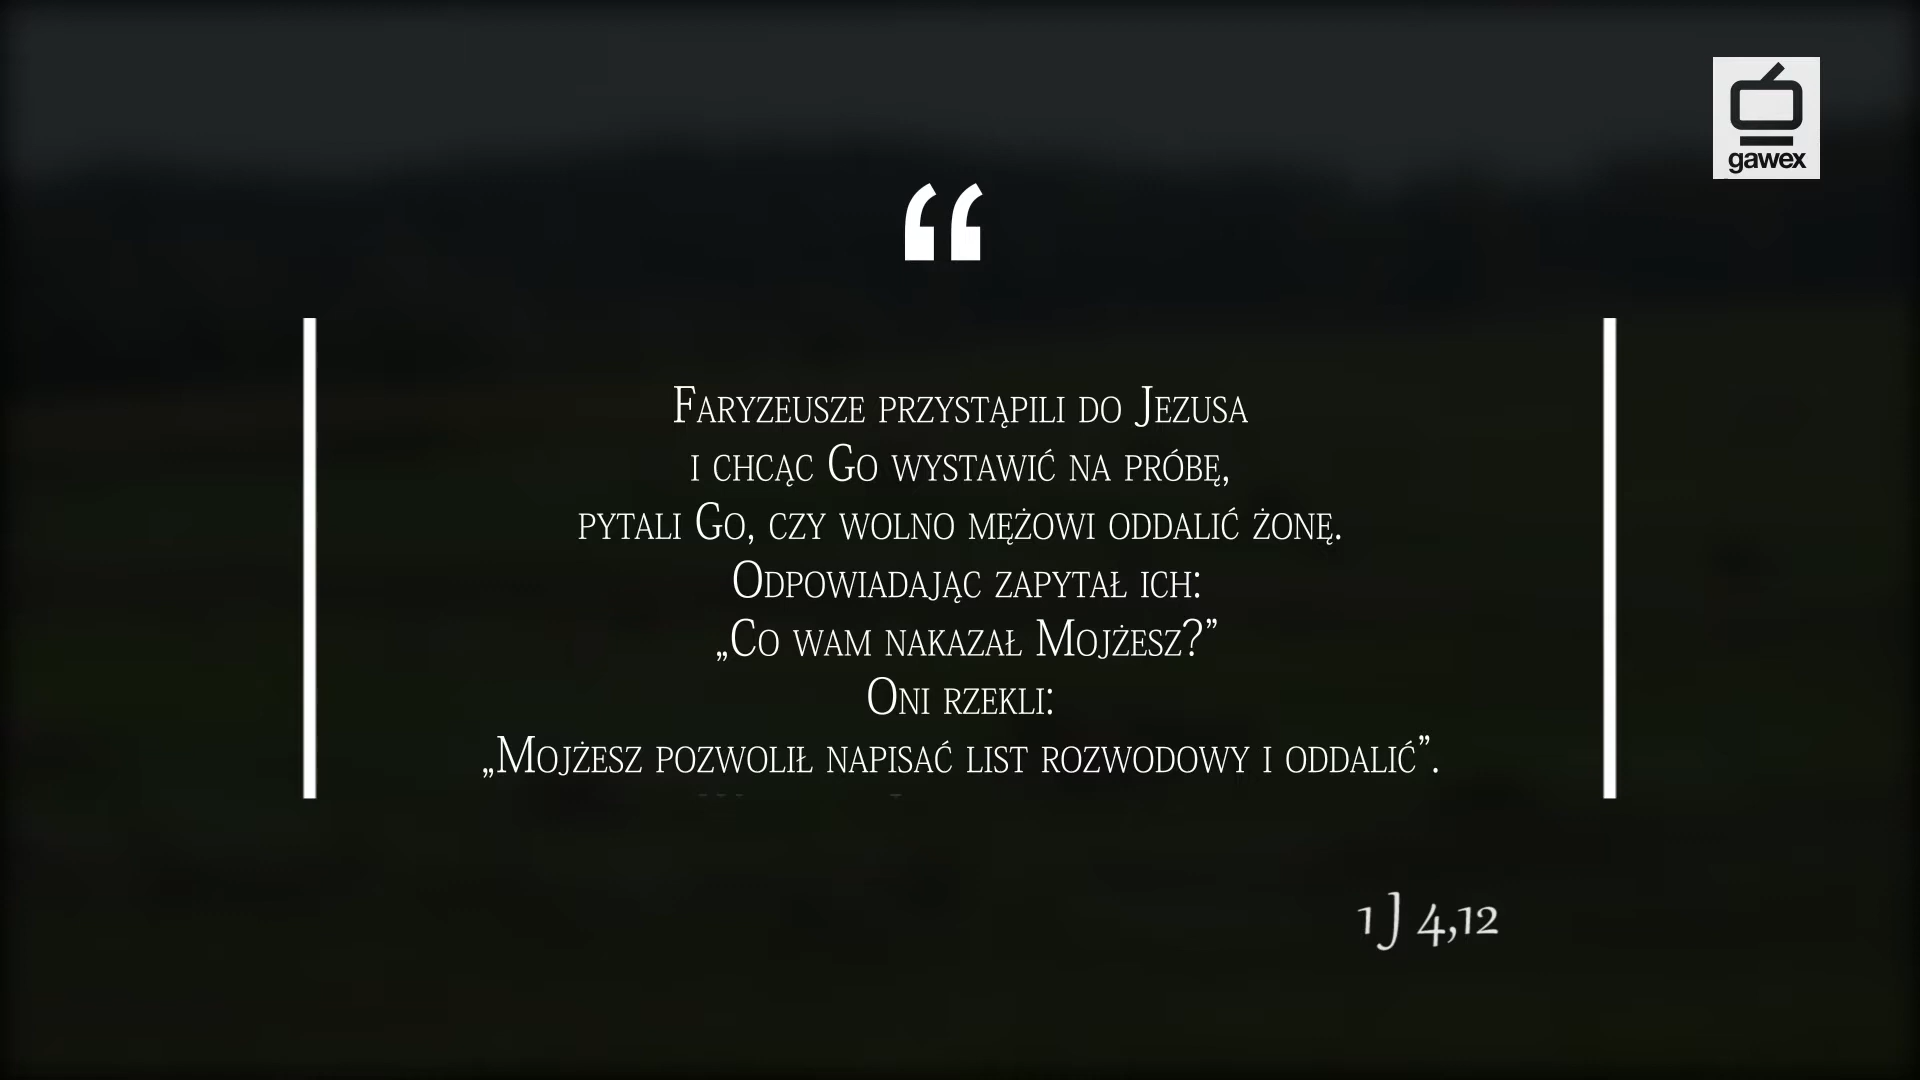 gawex
“
Faryzeusze przystąpili do Jezusa
i chcąc Go wystawić na próbę,
pytali Go, czy wolno mężowi oddalić żonę.
Odpowiadając zapytał ich:
„Co wam nakazał Mojżesz?”
Oni rzekli:
„Mojżesz pozwolił napisać list rozwodowy i oddalić”.
1 J 4,12